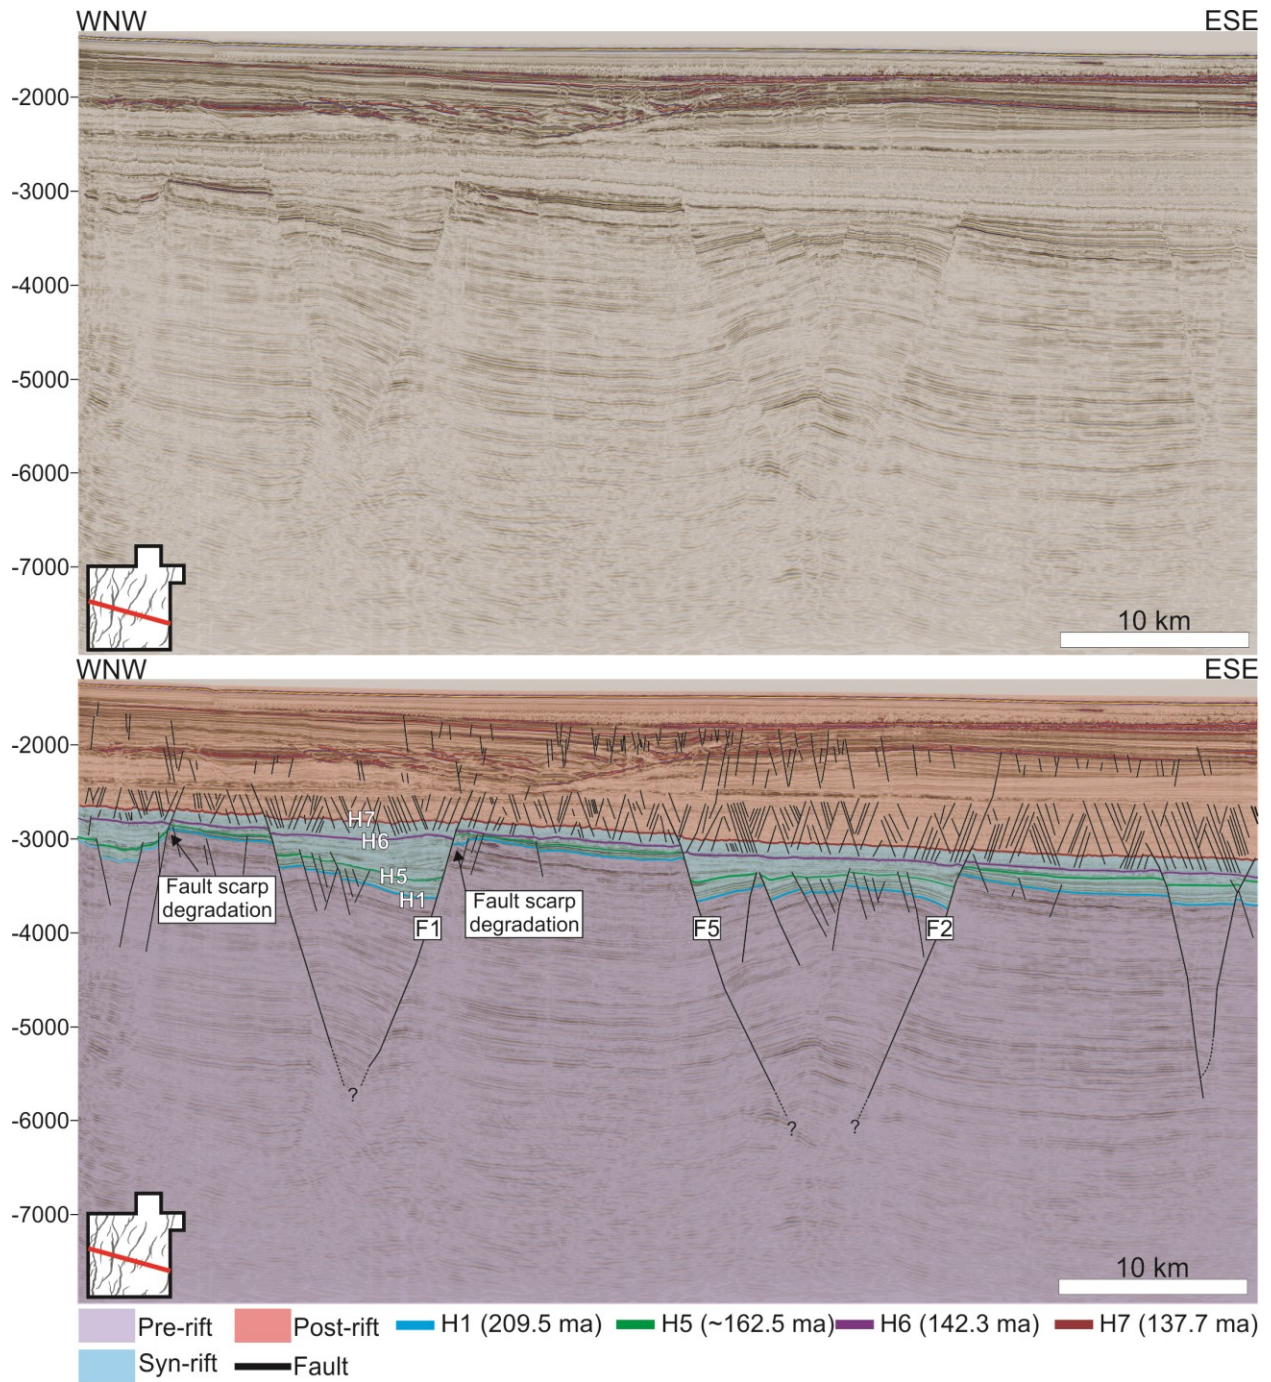 WNW ESE
-2000
-3000
-4000
-5000
-6000
-7000
10 km
WNW ESE
-2000
H7
-3000
H6
Fault scarp
degradation
H5
H1
Fault scarp
degradation
-4000
F1 F5 F2
-5000
?
-6000
? ?
-7000
10 km
Pre-rift Post-rift H1 (209.5 ma) H5 (~162.5 ma) H6 (142.3 ma) H7 (137.7 ma)
Syn-rift Fault